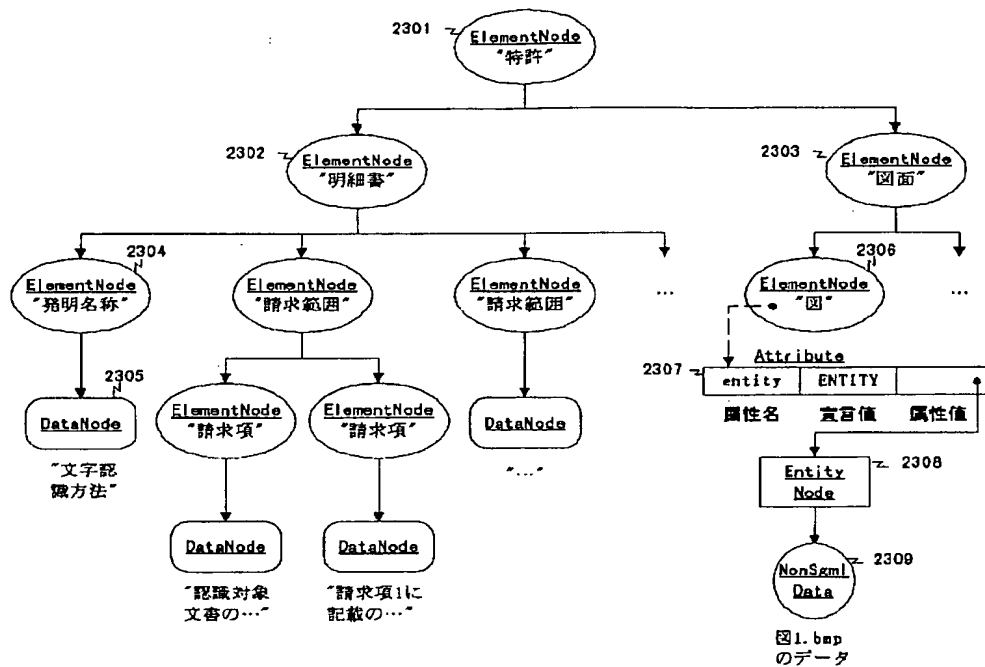 2301
ElementNode
"特許"
2302
ElementNode
"明細書"
2303
ElementNode
"図面"
2304
ElementNode
"発明名称"
ElementNode
"請求範囲"
ElementNode
"請求範囲"
…
2306
ElementNode
"図"
…
2305
DataNode
"文字認
識方法"
ElementNode
"請求項"
ElementNode
"請求項"
DataNode
"…"
Attribute
2307
entity
ENTITY
属性名
宣言値
属性値
DataNode
"認識対象
文書の…"
DataNode
"請求項1に
記載の…"
2308
Entity
Node
2309
NonSgml
Data
図1.bmp
のデータ